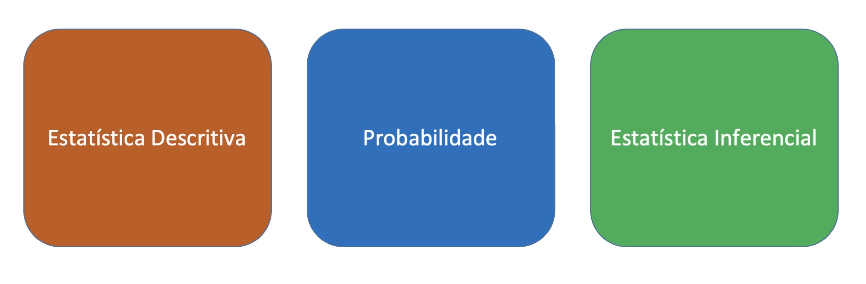 Estatística Descritiva
Probabilidade
Estatística Inferencial